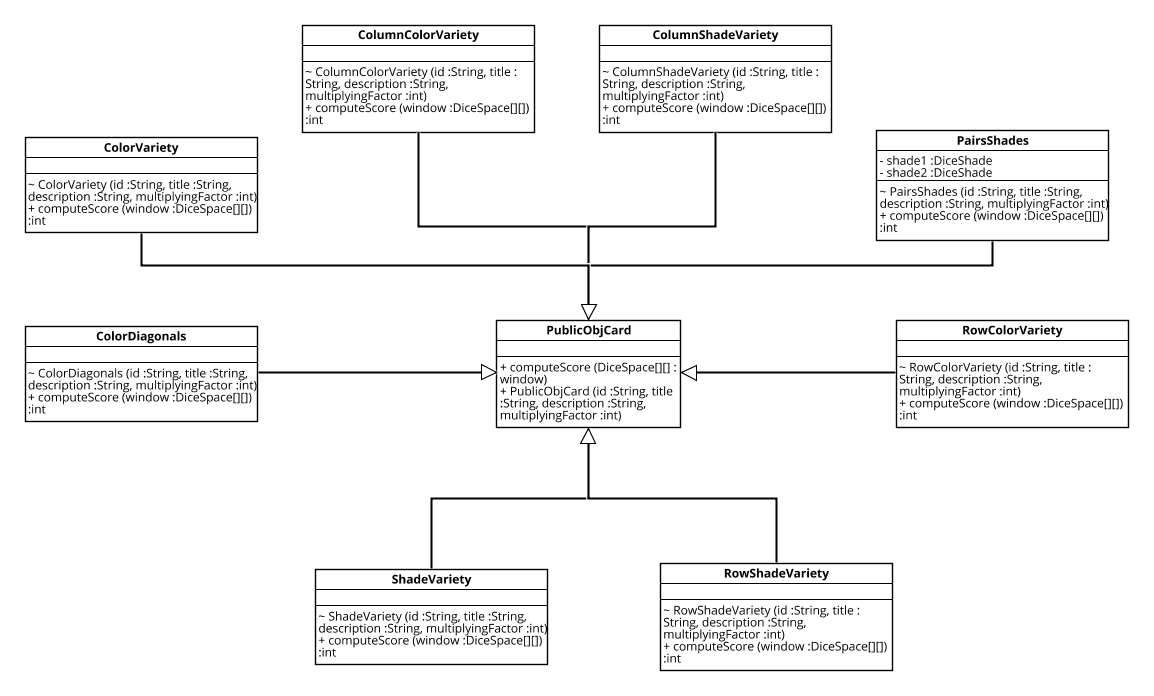 ColumnColorVariety
~ ColumnColorVariety (id :String, title :
String, description :String,
multiplyingFactor :int)
+ computeScore (window :DiceSpace[][])
:int
ColumnShadeVariety
~ ColumnShadeVariety (id :String, title :
String, description :String,
multiplyingFactor :int)
+ computeScore (window :DiceSpace[][])
:int
ColorVariety
~ ColorVariety (id :String, title :String,
description :String, multiplyingFactor :int)
+ computeScore (window :DiceSpace[][])
:int
PairsShades
- shade1 :DiceShade
- shade2 :DiceShade
~ PairsShades (id :String, title :String,
description :String, multiplyingFactor :int)
+ computeScore (window :DiceSpace[][])
:int
ColorDiagonals
~ ColorDiagonals (id :String, title :String,
description :String, multiplyingFactor :int)
+ computeScore (window :DiceSpace[][])
:int
PublicObjCard
+ computeScore (DiceSpace[][] :
window)
+ PublicObjCard (id :String, title
:String, description :String,
multiplyingFactor :int)
RowColorVariety
~ RowColorVariety (id :String, title :
String, description :String,
multiplyingFactor :int)
+ computeScore (window :DiceSpace[][])
:int
ShadeVariety
~ ShadeVariety (id :String, title :String,
description :String, multiplyingFactor :int)
+ computeScore (window :DiceSpace[][])
:int
RowShadeVariety
~ RowShadeVariety (id :String, title :
String, description :String,
multiplyingFactor :int)
+ computeScore (window :DiceSpace[][])
:int